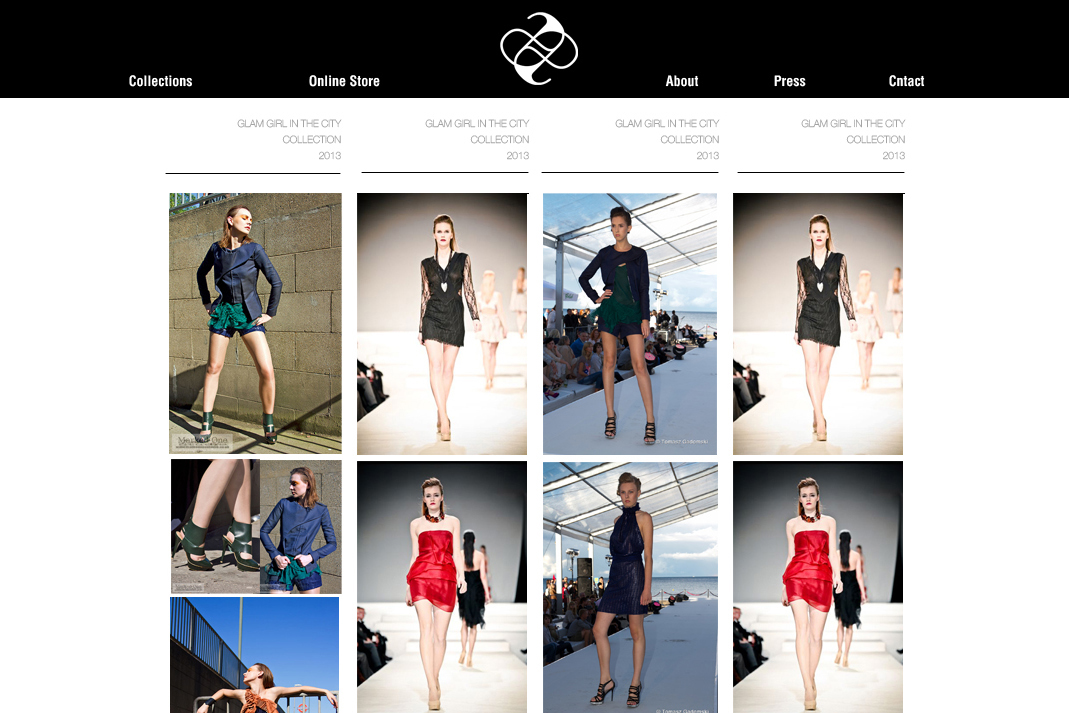 Collections
Online Store
About
Press
Cntact
GLAM GIRL IN THE CITY
COLLECTION
2013
GLAM GIRL IN THE CITY
COLLECTION
2013
GLAM GIRL IN THE CITY
COLLECTION
2013
GLAM GIRL IN THE CITY
COLLECTION
2013